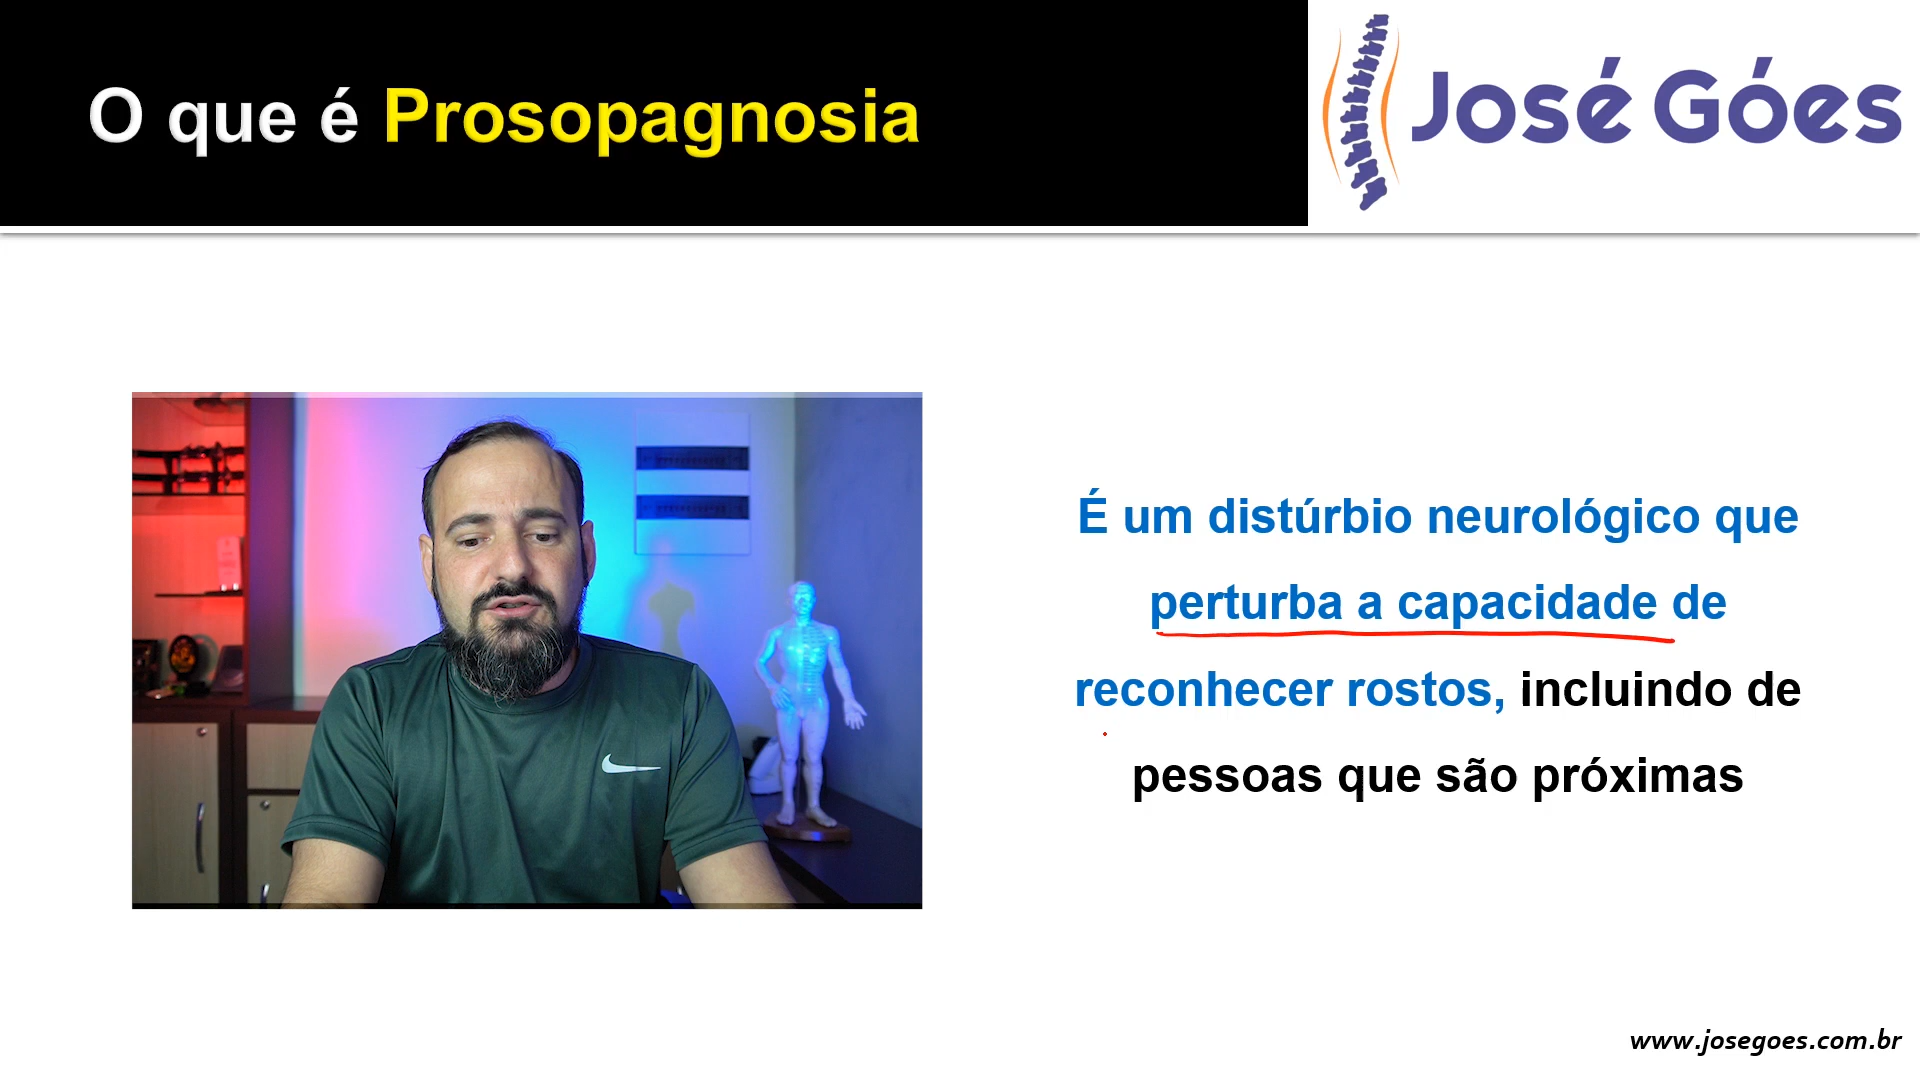 O que é Prosopagnosia
José Góes
É um distúrbio neurológico que
perturba a capacidade de
reconhecer rostos, incluindo de
pessoas que são próximas
www.josegoes.com.br